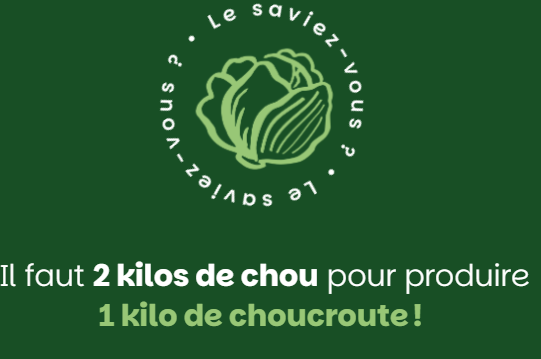 Le saviez-vous ? • Le saviez-vous ? •
Il faut 2 kilos de chou pour produire
1 kilo de choucroute !